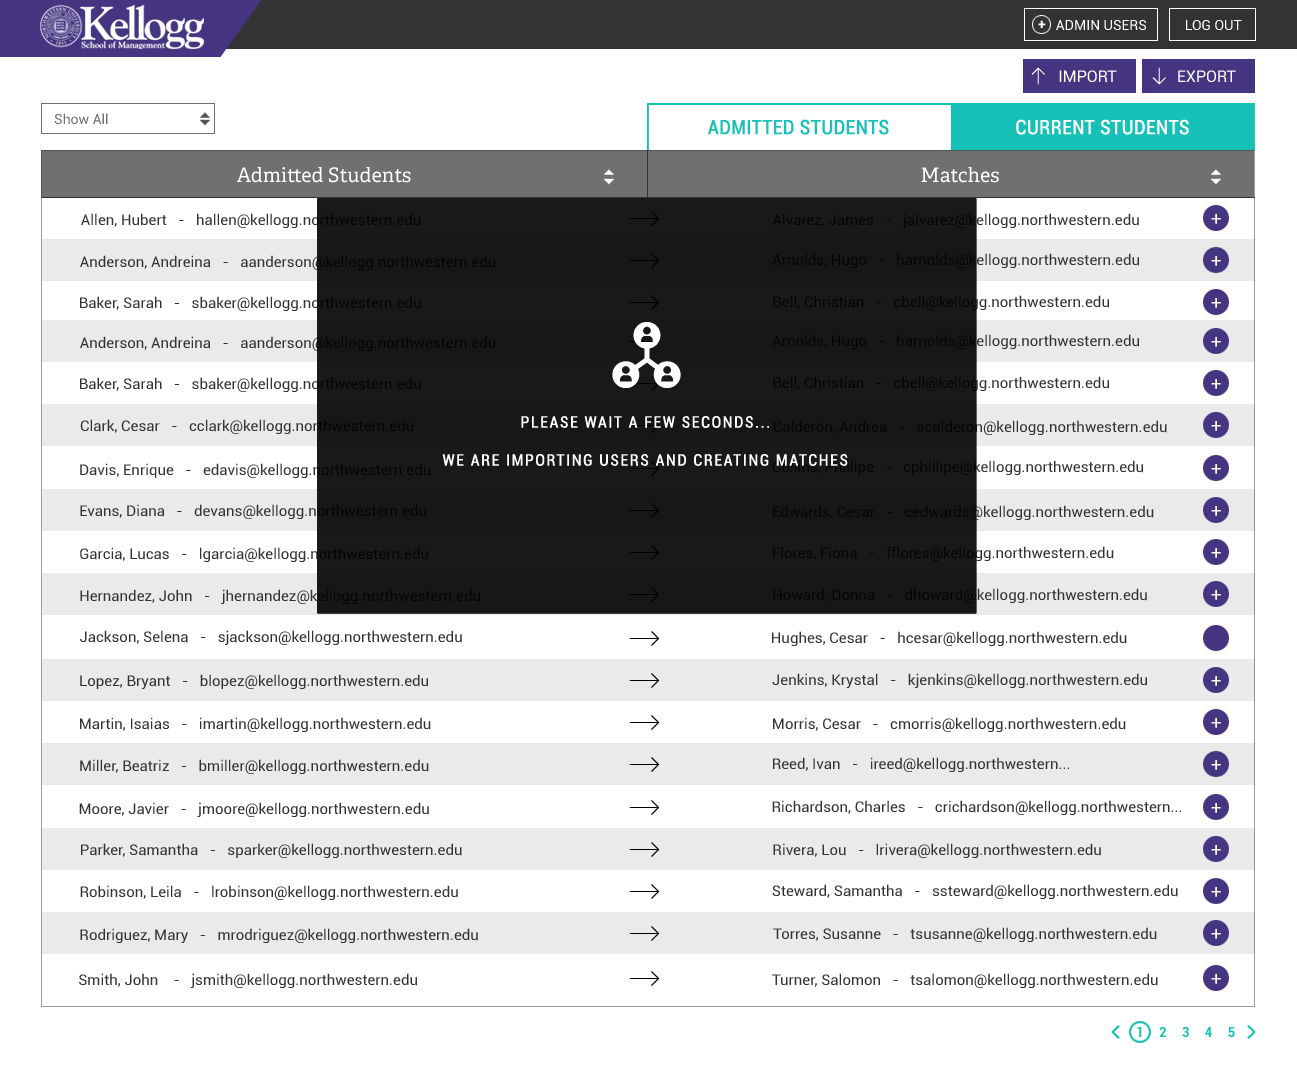 Kellogg
School of Management
ADMIN USERS
LOG OUT
IMPORT
EXPORT
Show All
ADMITTED STUDENTS
CURRENT STUDENTS
Admitted Students
Matches
Allen, Hubert - hallen@kellogg.northwestern.edu
Alvarez, James - jalvarez@kellogg.northwestern.edu
Anderson, Andreina - aanderson@kellogg.northwestern.edu
Arnolds, Hugo - harnolds@kellogg.northwestern.edu
Baker, Sarah - sbaker@kellogg.northwestern.edu
Bell, Christian - cbell@kellogg.northwestern.edu
Anderson, Andreina - aanderson@kellogg.northwestern.edu
Arnolds, Hugo - harnolds@kellogg.northwestern.edu
Baker, Sarah - sbaker@kellogg.northwestern.edu
Bell, Christian - cbell@kellogg.northwestern.edu
PLEASE WAIT A FEW SECONDS...
WE ARE IMPORTING USERS AND CREATING MATCHES
Clark, Cesar - cclark@kellogg.northwestern.edu
Calderón, Andrea - acalderon@kellogg.northwestern.edu
Davis, Enrique - edavis@kellogg.northwestern.edu
Phillipe - cphillipe@kellogg.northwestern.edu
Evans, Diana - devans@kellogg.northwestern.edu
Edwards, Cesar - cedwards@kellogg.northwestern.edu
Garcia, Lucas - lgarcia@kellogg.northwestern.edu
Flores, Fiona - fflores@kellogg.northwestern.edu
Hernandez, John - jhernandez@kellogg.northwestern.edu
Howard, Donna - dhoward@kellogg.northwestern.edu
Jackson, Selena - sjackson@kellogg.northwestern.edu
Hughes, Cesar - hcesar@kellogg.northwestern.edu
Lopez, Bryant - blopez@kellogg.northwestern.edu
Jenkins, Krystal - kjenkins@kellogg.northwestern.edu
Martin, Isaias - imartin@kellogg.northwestern.edu
Morris, Cesar - cmorris@kellogg.northwestern.edu
Miller, Beatriz - bmiller@kellogg.northwestern.edu
Reed, Ivan - ireed@kellogg.northwestern...
Moore, Javier - jmoore@kellogg.northwestern.edu
Richardson, Charles - crichardson@kellogg.northwestern...
Parker, Samantha - sparker@kellogg.northwestern.edu
Rivera, Lou - lrivera@kellogg.northwestern.edu
Robinson, Leila - lrobinson@kellogg.northwestern.edu
Steward, Samantha - ssteward@kellogg.northwestern.edu
Rodriguez, Mary - mrodriguez@kellogg.northwestern.edu
Torres, Susanne - tsusanne@kellogg.northwestern.edu
Smith, John - jsmith@kellogg.northwestern.edu
Turner, Salomon - tsalomon@kellogg.northwestern.edu
1 2 3 4 5